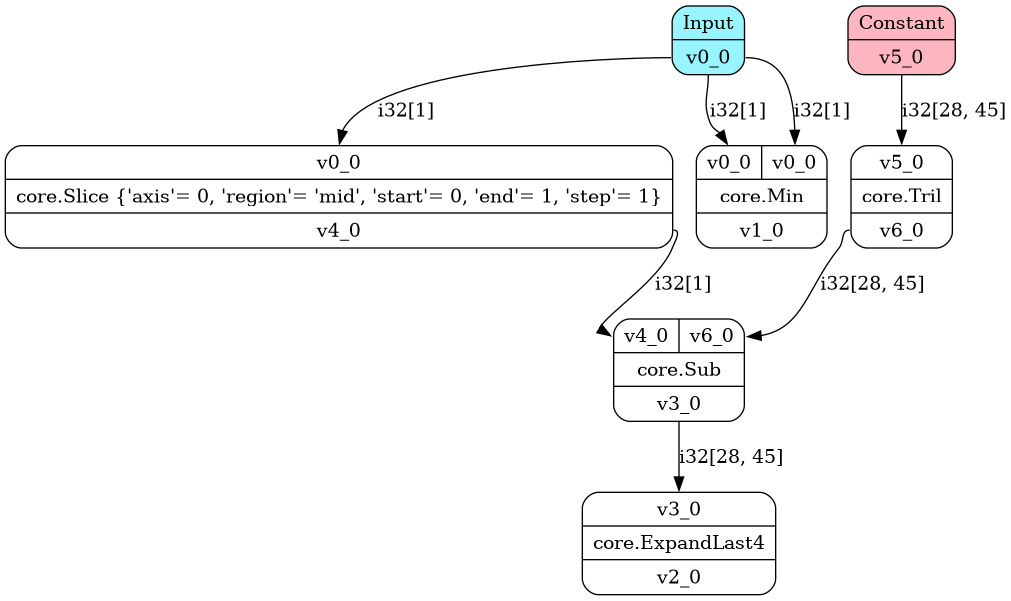 Input
v0_0
Constant
v5_0
i32[1]
i32[1]
i32[1]
i32[28, 45]
v0_0
core.Slice {'axis'= 0, 'region'= 'mid', 'start'= 0, 'end'= 1, 'step'= 1}
v4_0
v0_0 v0_0
core.Min
v1_0
v5_0
core.Tril
v6_0
i32[1]
i32[28, 45]
v4_0 v6_0
core.Sub
v3_0
i32[28, 45]
v3_0
core.ExpandLast4
v2_0